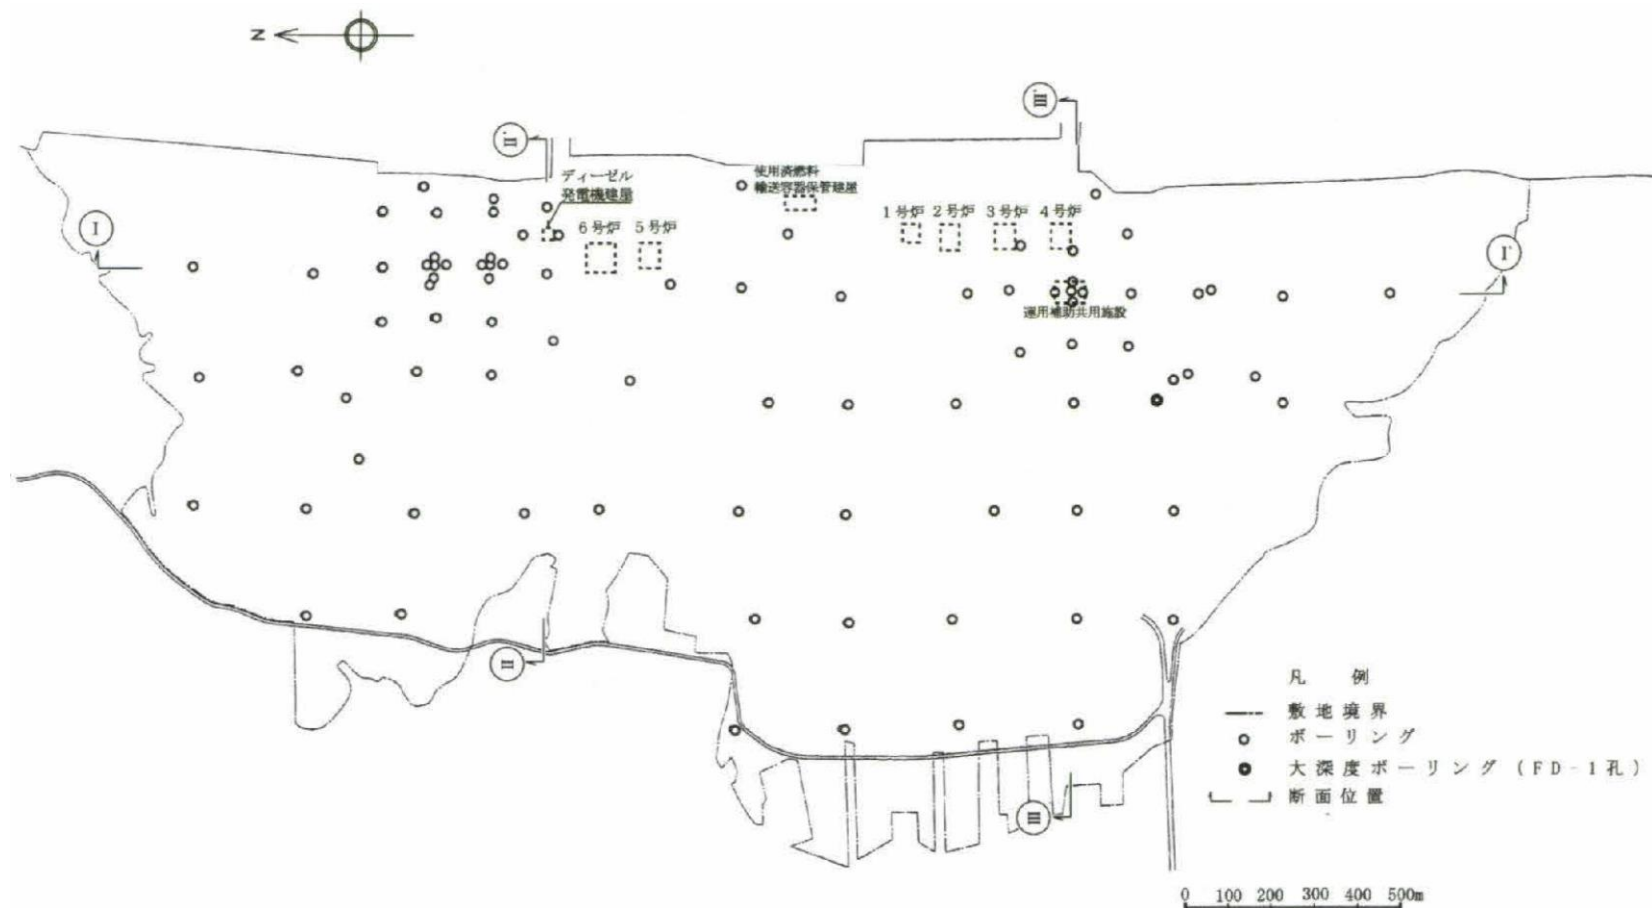 N
Ⅲ'
Ⅱ'
ディーゼル
発電機建屋
使用済燃料
輸送容器保管建屋
6号炉
5号炉
1号炉
2号炉
3号炉
4号炉
Ⅰ
Ⅰ'
運用補助共用施設
Ⅱ
Ⅲ
凡例
敷地境界
ボーリング
大深度ボーリング(FD-1孔)
断面位置
0 100 200 300 400 500m